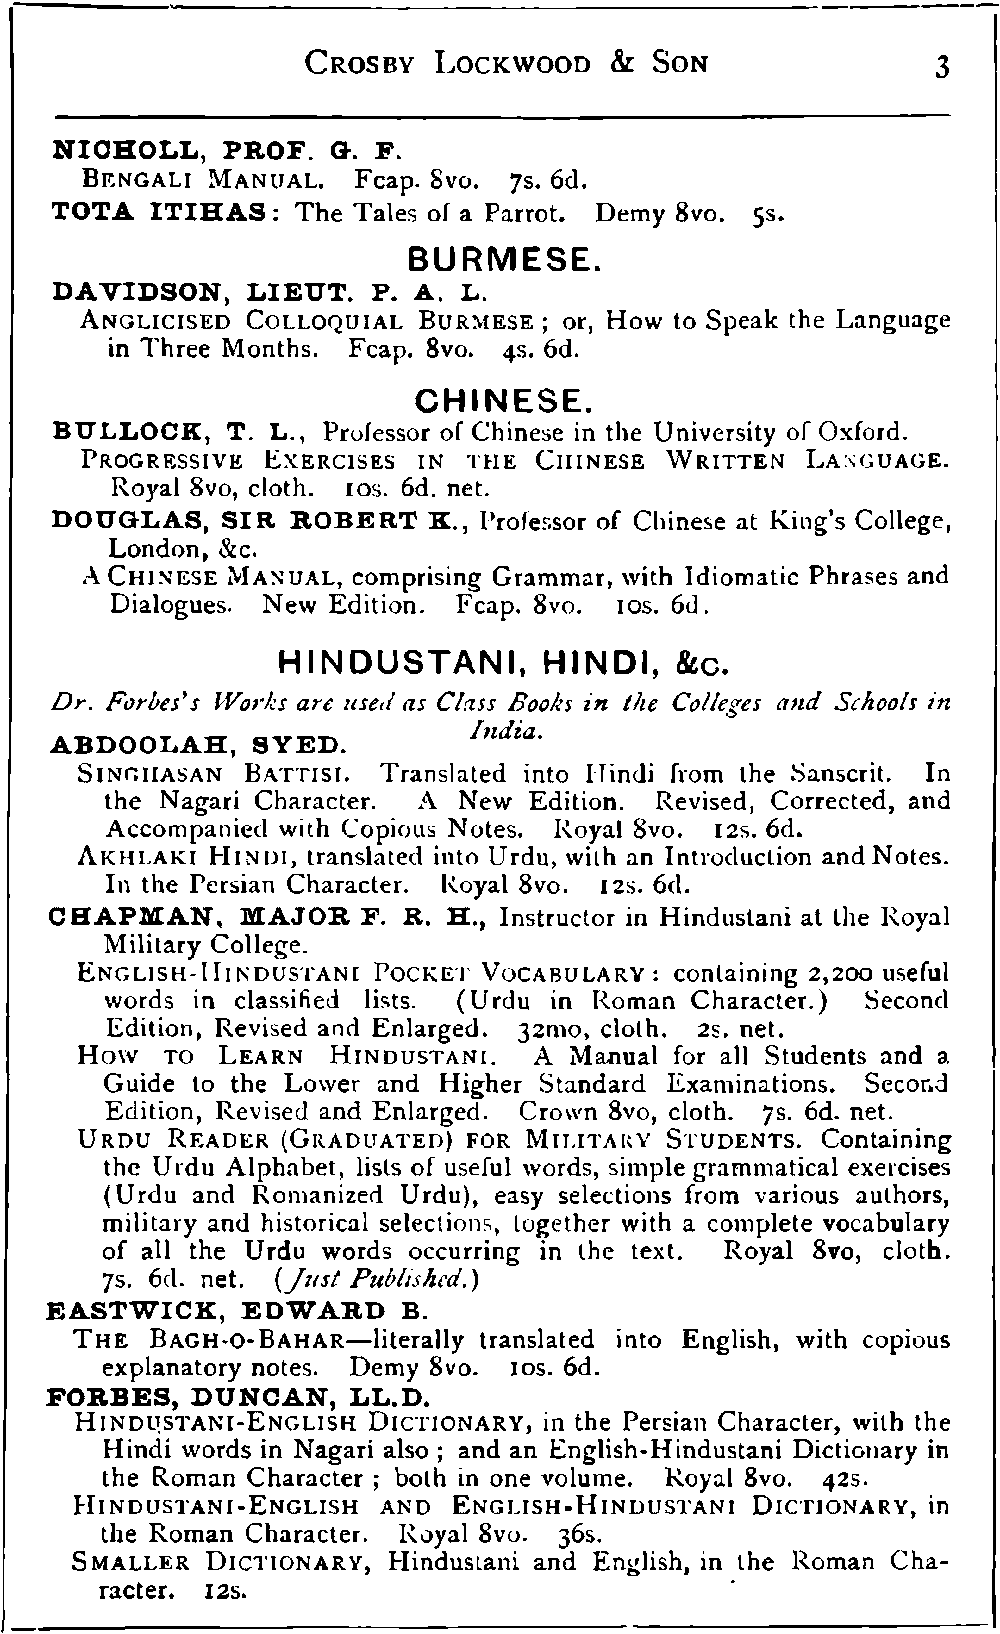 CROSBY LOCKWOOD & SON 3
NICHOLL, PROF. G. F.
BENGALI MANUAL. Fcap. 8vo. 7s. 6d.
TOTA ITIHAS: The Tales of a Parrot. Demy 8vo. 5s.
BURMESE.
DAVIDSON, LIEUT. P. A. L.
ANGLICISED COLLOQUIAL BURMESE; or, How to Speak the Language
in Three Months. Fcap. 8vo. 4s. 6d.
CHINESE.
BULLOCK, T. L., Professor of Chinese in the University of Oxford.
PROGRESSIVE EXERCISES IN THE CHINESE WRITTEN LANGUAGE.
Royal 8vo, cloth. 10s. 6d. net.
DOUGLAS, SIR ROBERT K., Professor of Chinese at King's College,
London, &c.
A CHINESE MANUAL, comprising Grammar, with Idiomatic Phrases and
Dialogues. New Edition. Fcap. 8vo. 10s. 6d.
HINDUSTANI, HINDI, &c.
Dr. Forbes's Works are used as Class Books in the Colleges and Schools in
India.
ABDOOLAH, SYED.
SINGHASAN BATTISI. Translated into Hindi from the Sanscrit. In
the Nagari Character. A New Edition. Revised, Corrected, and
Accompanied with Copious Notes. Royal 8vo. 12s. 6d.
AKHLAKI HINDI, translated into Urdu, with an Introduction and Notes.
In the Persian Character. Royal 8vo. 12s. 6d.
CHAPMAN, MAJOR F. R. H., Instructor in Hindustani at the Royal
Military College.
ENGLISH-HINDUSTANI POCKET VOCABULARY: containing 2,200 useful
words in classified lists. (Urdu in Roman Character.) Second
Edition, Revised and Enlarged. 32mo, cloth. 2s. net.
HOW TO LEARN HINDUSTANI. A Manual for all Students and a
Guide to the Lower and Higher Standard Examinations. Second
Edition, Revised and Enlarged. Crown 8vo, cloth. 7s. 6d. net.
URDU READER (GRADUATED) FOR MILITARY STUDENTS. Containing
the Urdu Alphabet, lists of useful words, simple grammatical exercises
(Urdu and Romanized Urdu), easy selections from various authors,
military and historical selections, together with a complete vocabulary
of all the Urdu words occurring in the text. Royal 8vo, cloth.
7s. 6d. net. (Just Published.)
EASTWICK, EDWARD B.
THE BAGH-O-BAHAR—literally translated into English, with copious
explanatory notes. Demy 8vo. 10s. 6d.
FORBES, DUNCAN, LL.D.
HINDUSTANI-ENGLISH DICTIONARY, in the Persian Character, with the
Hindi words in Nagari also; and an English-Hindustani Dictionary in
the Roman Character; both in one volume. Royal 8vo. 42s.
HINDUSTANI-ENGLISH AND ENGLISH-HINDUSTANI DICTIONARY, in
the Roman Character. Royal 8vo. 36s.
SMALLER DICTIONARY, Hindustani and English, in the Roman Cha-
racter. 12s.